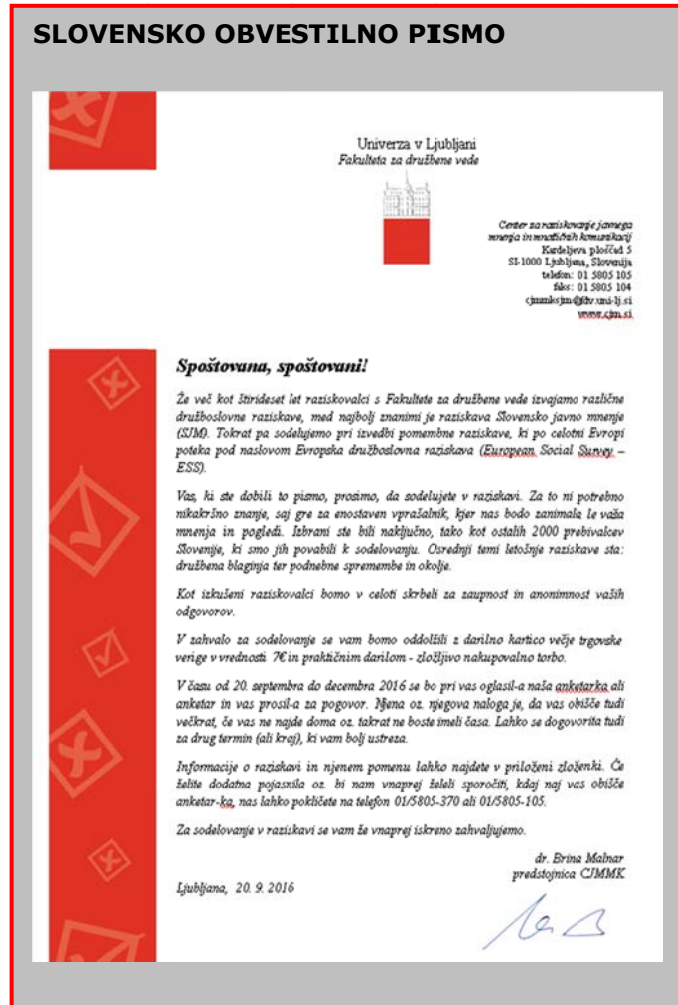 SLOVENSKO OBVESTILNO PISMO
Univerza v Ljubljani
Fakulteta za družbene vede
Center za raziskovanje javnega
mnenja in množičnih komunikacij
Kardeljeva ploščad 5
SI-1000 Ljubljana, Slovenija
telefon: 01 5805 105
faks: 01 5805 104
cjmmksjm@fdv.uni-lj.si
www.cjm.si
Spoštovana, spoštovani!
Že več kot štirideset let raziskovalci s Fakultete za družbene vede izvajamo različne
družboslovne raziskave, med najbolj znanimi je raziskava Slovensko javno mnenje
(SJM). Tokrat pa sodelujemo pri izvedbi pomembne raziskave, ki po celotni Evropi
poteka pod naslovom Evropska družboslovna raziskava (European Social Survey –
ESS).
Vas, ki ste dobili to pismo, prosimo, da sodelujete v raziskavi. Za to ni potrebno
nikakršno znanje, saj gre za enostaven vprašalnik, kjer nas bodo zanimala le vaša
mnenja in pogledi. Izbrani ste bili naključno, tako kot ostalih 2000 prebivalcev
Slovenije, ki smo jih povabili k sodelovanju. Osrednji temi letošnje raziskave sta:
družbena blaginja ter podnebne spremembe in okolje.
Kot izkušeni raziskovalci bomo v celoti skrbeli za zaupnost in anonimnost vaših
odgovorov.
V zahvalo za sodelovanje se vam bomo oddolžili z darilno kartico večje trgovske
verige v vrednosti 7€ in praktičnim darilom - zložljivo nakupovalno torbo.
V času od 20. septembra do decembra 2016 se bo pri vas oglasil-a naša anketarka ali
anketar in vas prosil-a za pogovor. Njena oz. njegova naloga je, da vas obišče tudi
večkrat, če vas ne najde doma oz. takrat ne boste imeli časa. Lahko se dogovorita tudi
za drug termin (ali kraj), ki vam bolj ustreza.
Informacije o raziskavi in njenem pomenu lahko najdete v priloženi zloženki. Če
želite dodatna pojasnila oz. bi nam vnaprej želeli sporočiti, kdaj naj vas obišče
anketar-ka, nas lahko pokličete na telefon 01/5805-370 ali 01/5805-105.
Za sodelovanje v raziskavi se vam že vnaprej iskreno zahvaljujemo.
dr. Brina Malnar
predstojnica CJMMK
Ljubljana, 20. 9. 2016